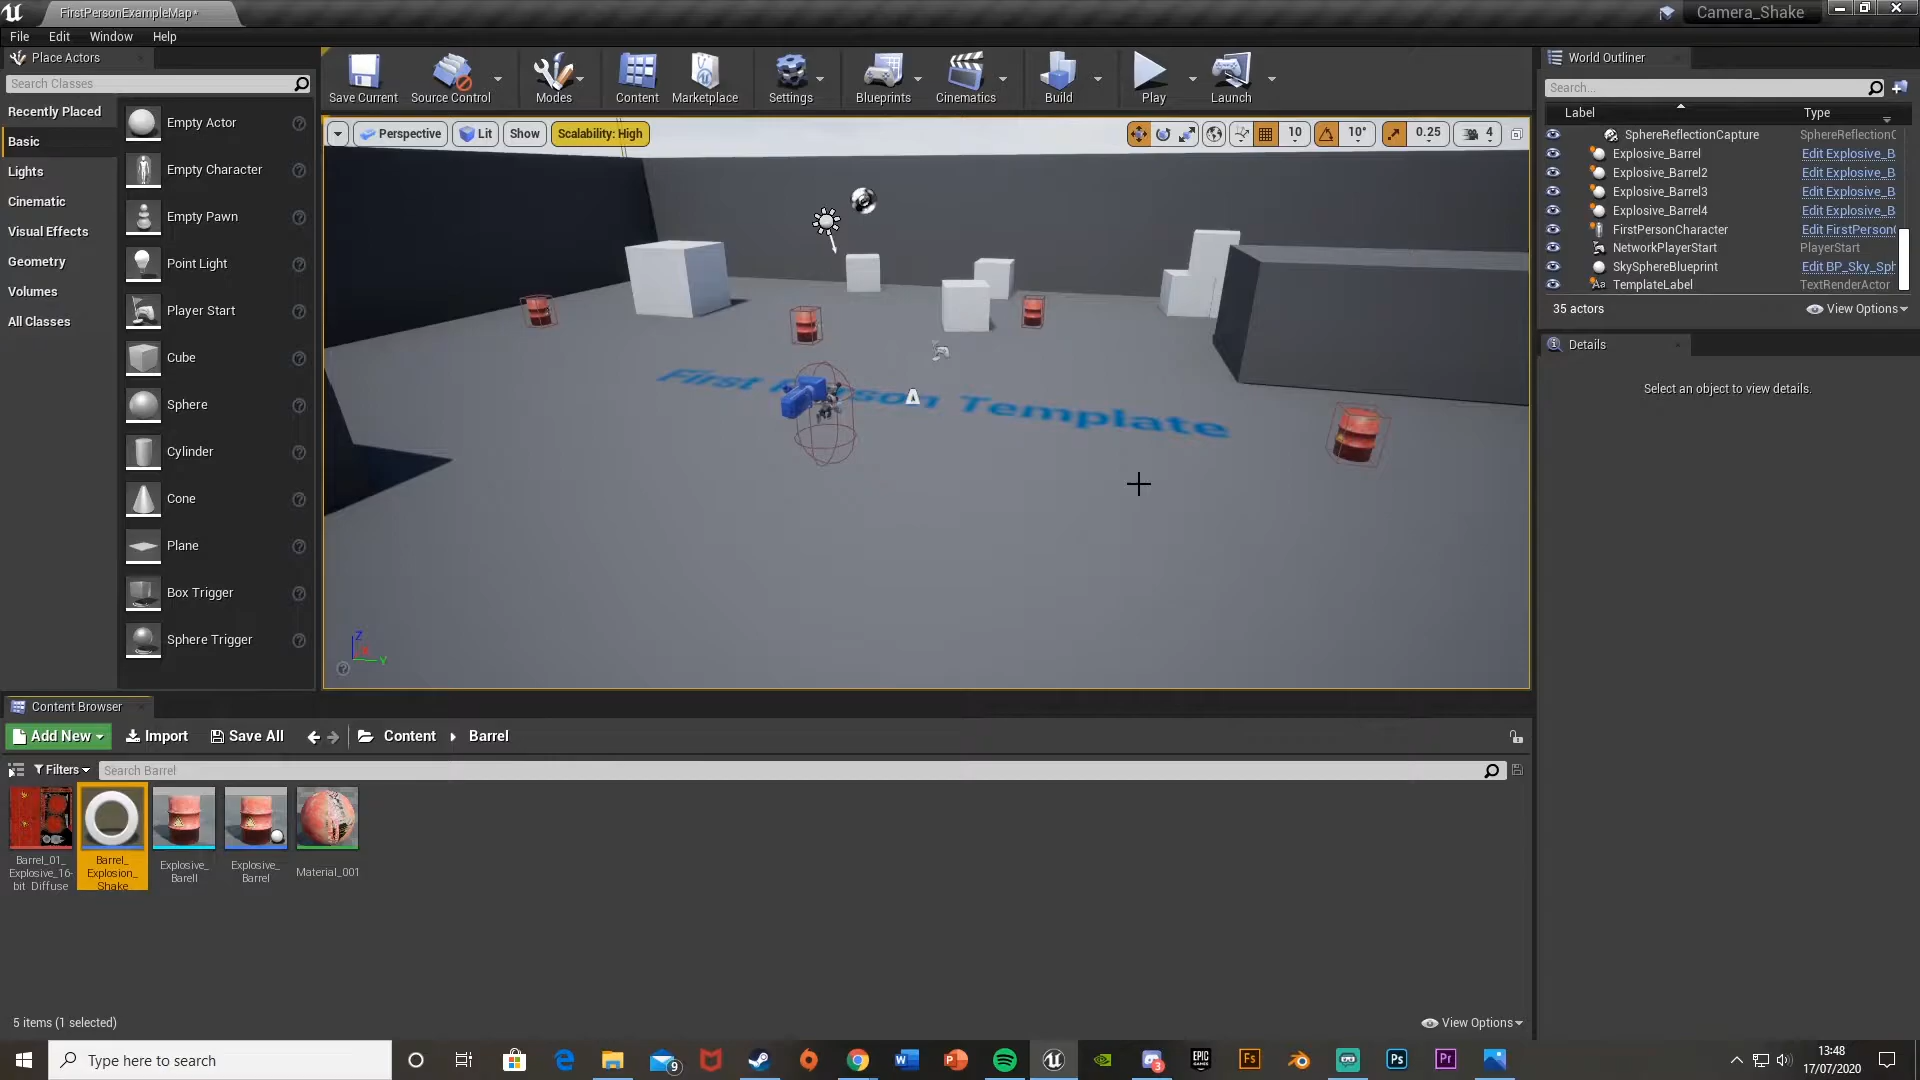 FirstPersonExampleMap*
Camera_Shake
File Edit Window Help
Place Actors
Search Classes
Recently Placed
Basic
Lights
Cinematic
Visual Effects
Geometry
Volumes
All Classes
Empty Actor
Empty Character
Empty Pawn
Point Light
Player Start
Cube
Sphere
Cylinder
Cone
Plane
Box Trigger
Sphere Trigger
Save Current
Source Control
Modes
Content
Marketplace
Settings
Blueprints
Cinematics
Build
Play
Launch
Perspective
Lit
Show
Scalability: High
10
10°
0.25
4
First Person Template
Z
Y
World Outliner
Search...
Label Type
SphereReflectionCapture SphereReflectionC
Explosive_Barrel Edit Explosive_B
Explosive_Barrel2 Edit Explosive_B
Explosive_Barrel3 Edit Explosive_B
Explosive_Barrel4 Edit Explosive_B
FirstPersonCharacter Edit FirstPerson
NetworkPlayerStart PlayerStart
SkySphereBlueprint Edit BP_Sky_Sph
TemplateLabel TextRenderActor
35 actors
View Options
Details
Select an object to view details.
Content Browser
Add New
Import
Save All
Content
Barrel
Filters
Search Barrel
Barrel_01_
Explosive_16-
bit_Diffuse
Barrel_
Explosion_
Shake
Explosive_
Barell
Explosive_
Barrel
Material_001
5 items (1 selected)
View Options
Type here to search
9
3
13:48
17/07/2020